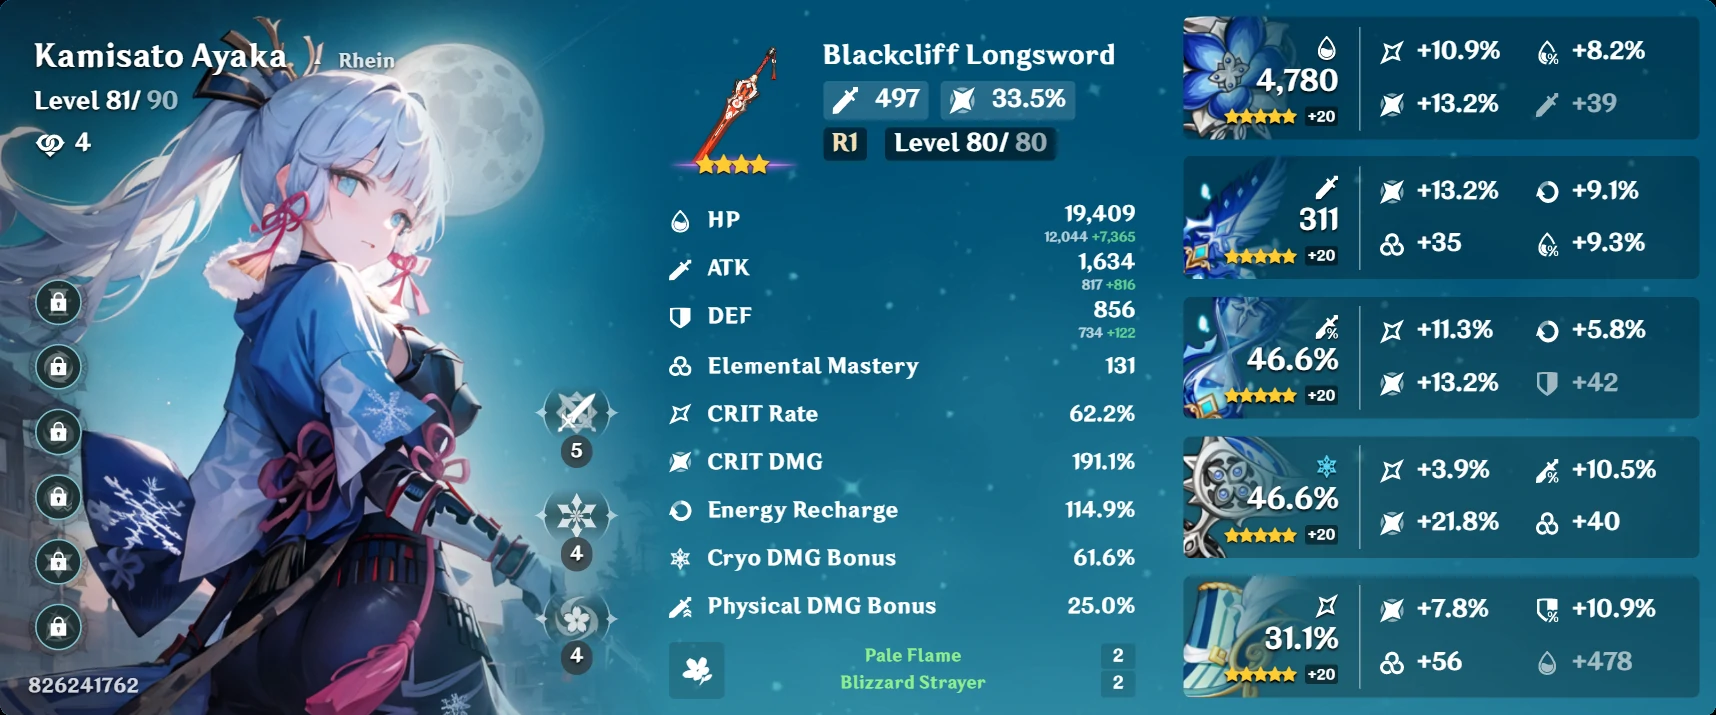 Kamisato Ayaka
Rhein
Level 81/ 90
4
5
4
4
826241762
Blackcliff Longsword
497 33.5%
R1 Level 80/ 80
HP 19,409
12,044 +7,365
ATK 1,634
817 +816
DEF 856
734 +122
Elemental Mastery 131
CRIT Rate 62.2%
CRIT DMG 191.1%
Energy Recharge 114.9%
Cryo DMG Bonus 61.6%
Physical DMG Bonus 25.0%
Pale Flame 2
Blizzard Strayer 2
4,780
+20
+10.9% +8.2%
+13.2% +39
311
+20
+13.2% +9.1%
+35 +9.3%
46.6%
+20
+11.3% +5.8%
+13.2% +42
46.6%
+20
+3.9% +10.5%
+21.8% +40
31.1%
+20
+7.8% +10.9%
+56 +478